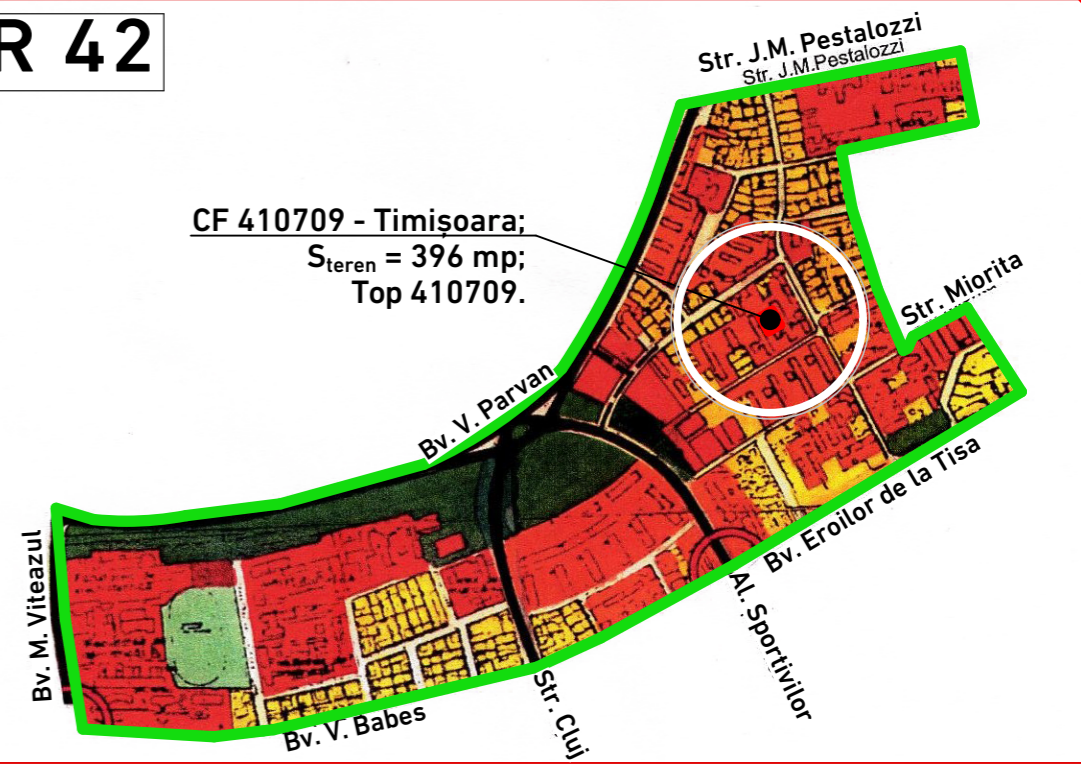 R 42
Str. J.M. Pestalozzi
Str. J.M.Pestalozzi
CF 410709 - Timișoara;
Steren = 396 mp;
Top 410709.
Str. Miorita
Bv. V. Parvan
Bv. Eroilor de la Tisa
Bv. M. Viteazul
Al. Sportivilor
Str. Cluj
Bv. V. Babes